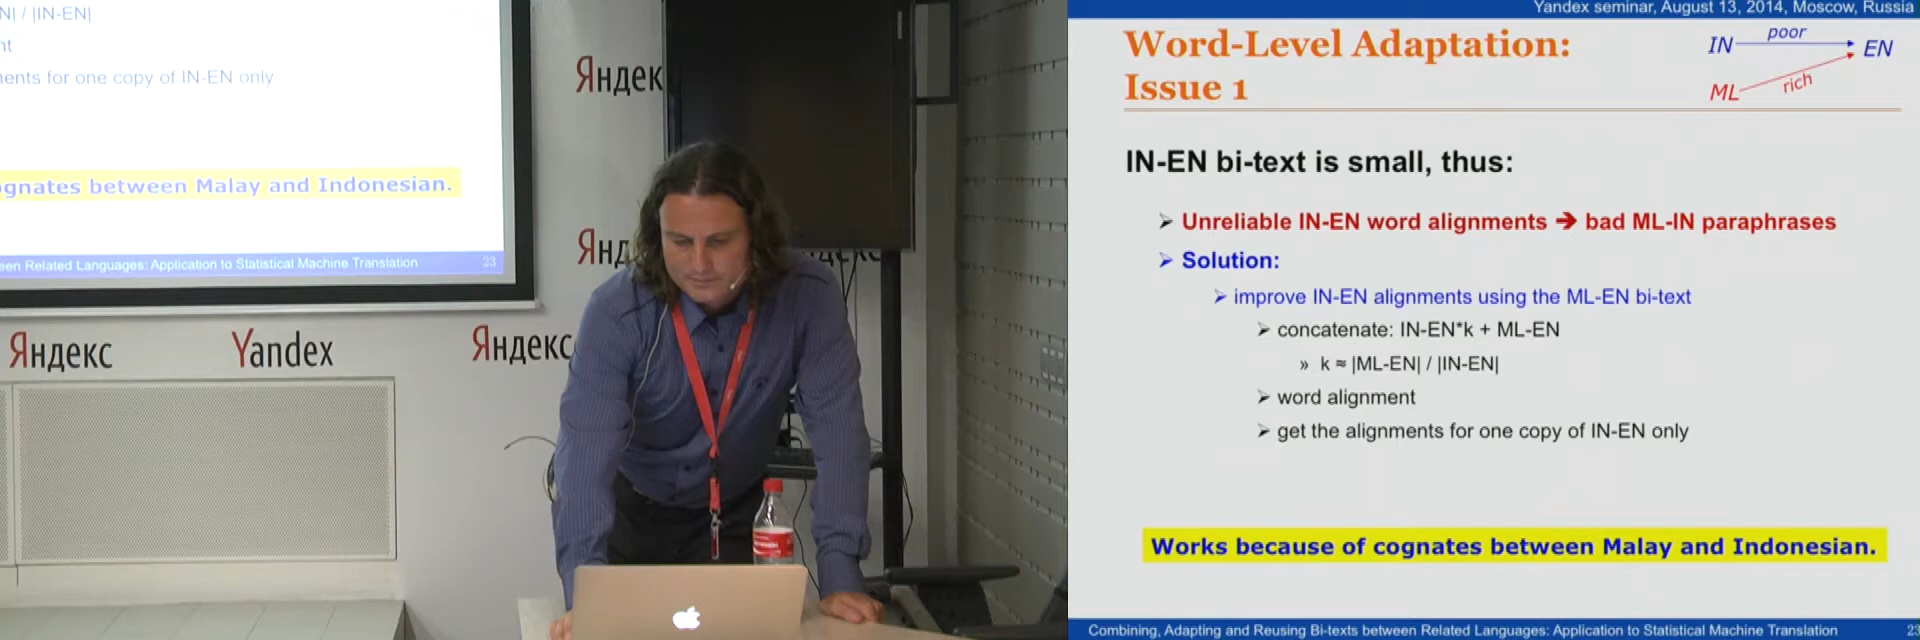 N| / |IN-EN|
nt
ents for one copy of IN-EN only
ognates between Malay and Indonesian.
een Related Languages: Application to Statistical Machine Translation 23
Яндек
Янд
ндекс
Яндекс
Yandex
Яндекс
Yandex seminar, August 13, 2014, Moscow, Russia
Word-Level Adaptation:
Issue 1
IN poor EN
ML rich
IN-EN bi-text is small, thus:
➢ Unreliable IN-EN word alignments ➔ bad ML-IN paraphrases
➢ Solution:
➢ improve IN-EN alignments using the ML-EN bi-text
➢ concatenate: IN-EN*k + ML-EN
» k ≈ |ML-EN| / |IN-EN|
➢ word alignment
➢ get the alignments for one copy of IN-EN only
Works because of cognates between Malay and Indonesian.
Combining, Adapting and Reusing Bi-texts between Related Languages: Application to Statistical Machine Translation 23